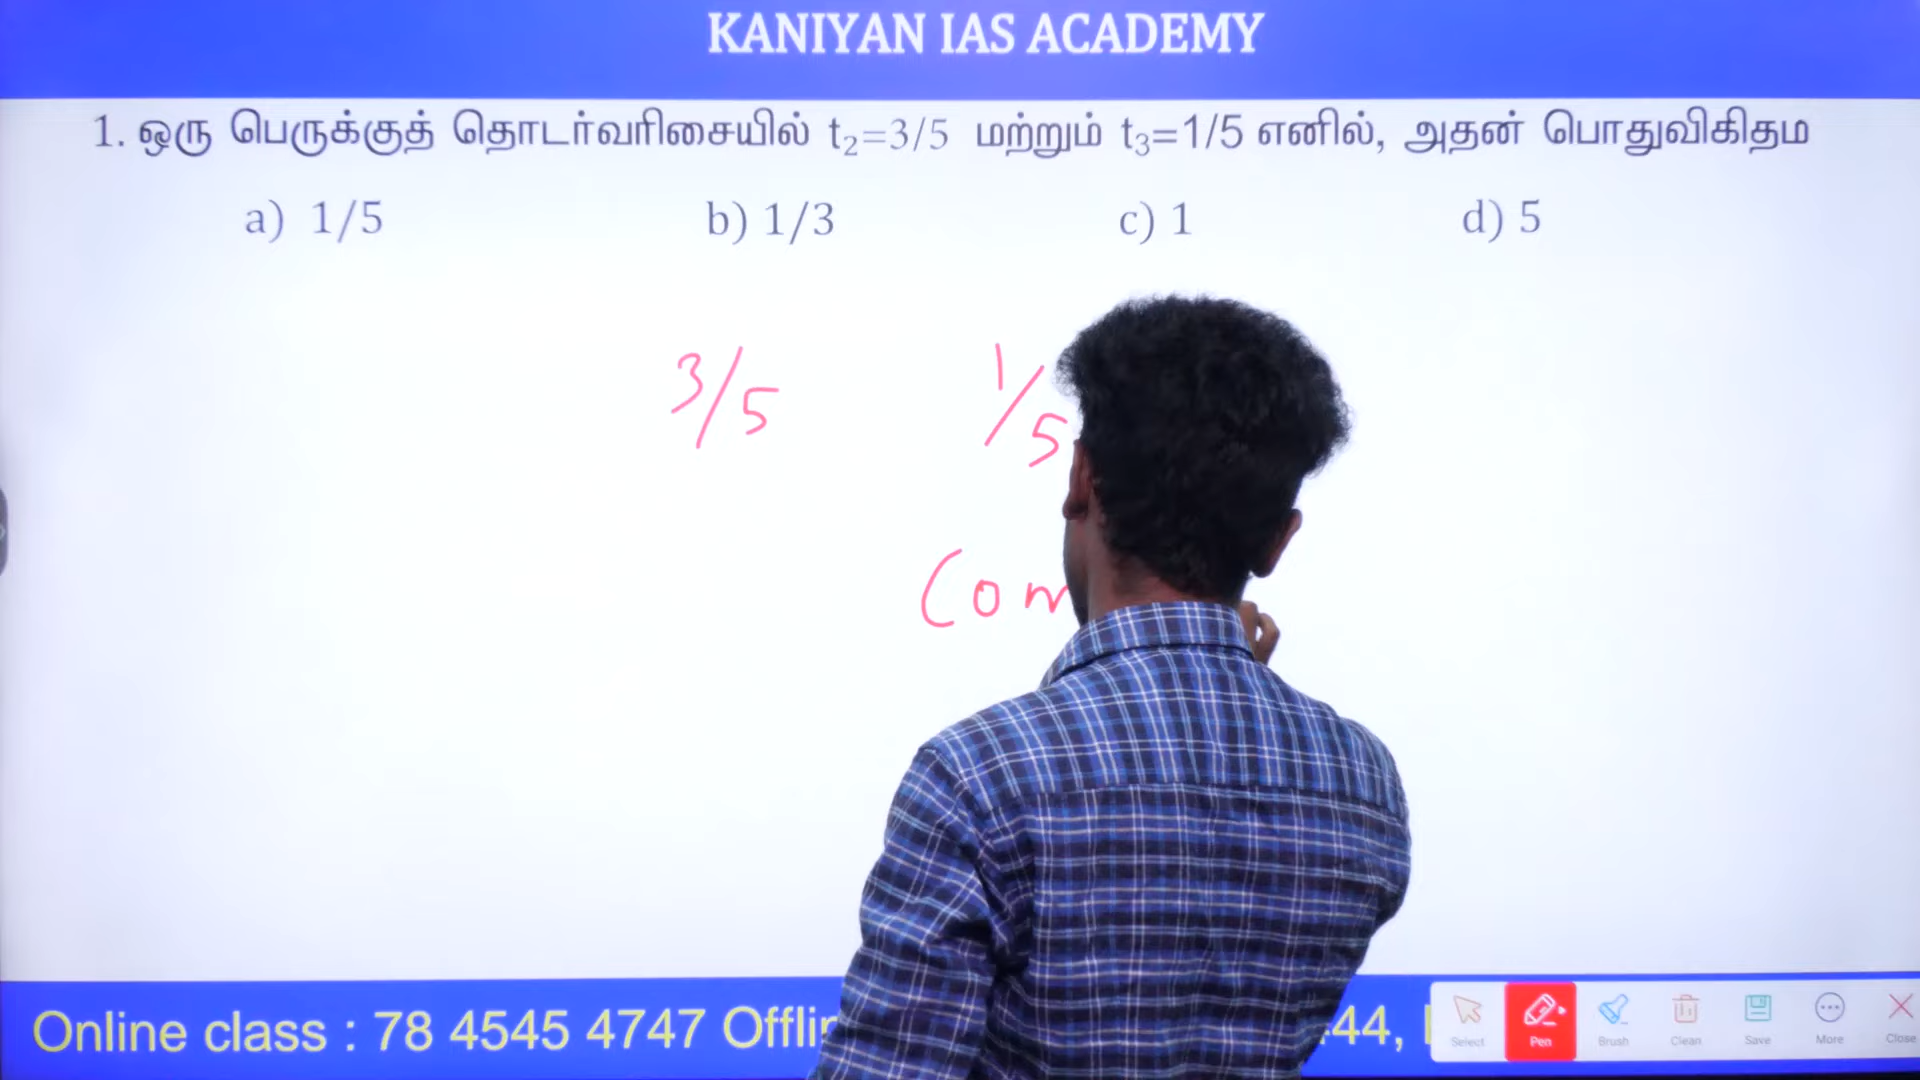 KANIYAN IAS ACADEMY
1. ஒரு பெருக்குத் தொடர்வரிசையில் t₂=3/5 மற்றும் t₃=1/5 எனில், அதன் பொதுவிகிதம
a) 1/5 b) 1/3 c) 1 d) 5
3/5 1/5
Online class : 78 4545 4747 44,
Select Pen Brush Clean Save More Close